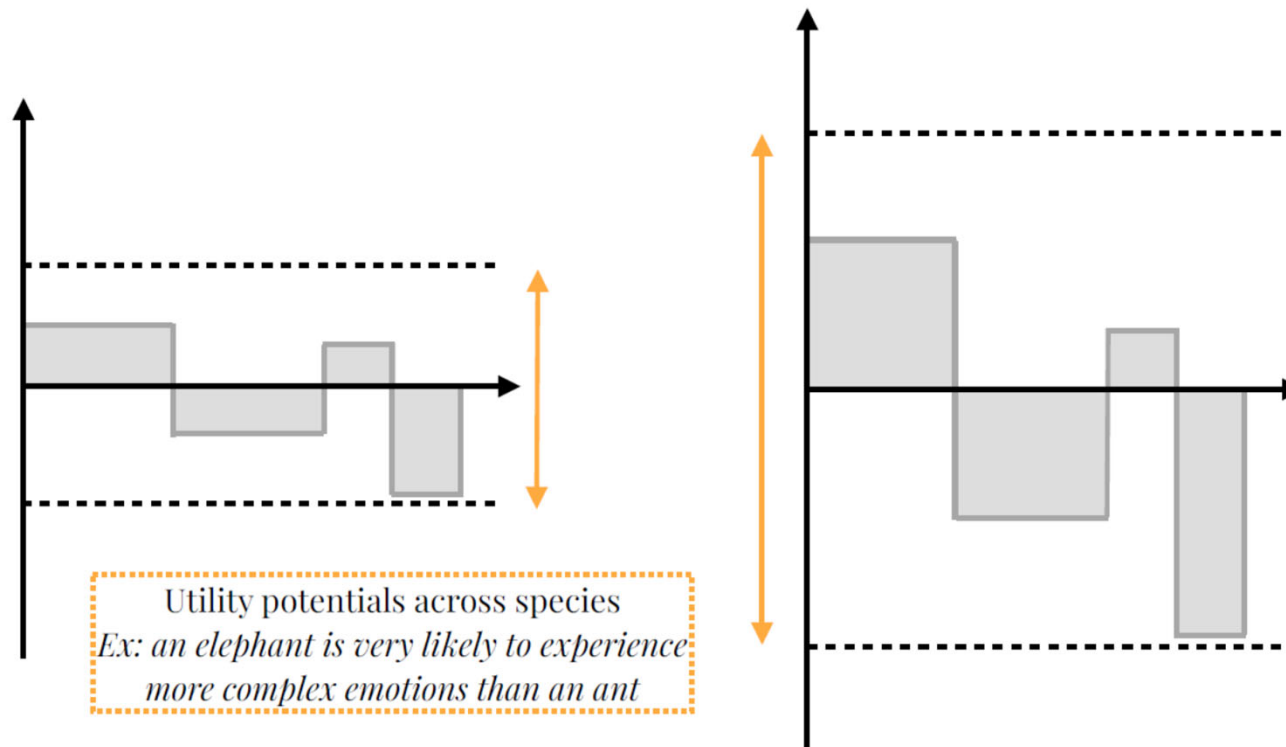 Utility potentials across species
Ex: an elephant is very likely to experience
more complex emotions than an ant